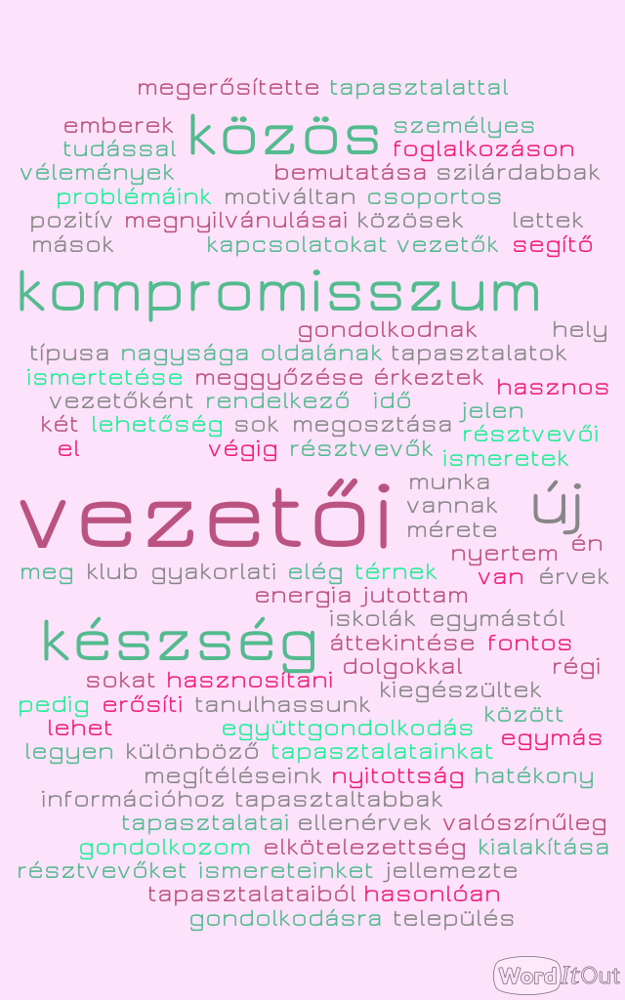 megerősítette tapasztalattal
emberek közös személyes
tudással foglalkozáson
vélemények bemutatása szilárdabbak
problémáink motiváltan csoportos
pozitív megnyilvánulásai közösek lettek
mások kapcsolatokat vezetők segítő
kompromisszum
gondolkodnak hely
típusa nagysága oldalának tapasztalatok
ismertetése meggyőzése érkeztek hasznos
vezetőként rendelkező idő jelen
két lehetőség sok megosztása résztvevői
el végig résztvevők ismeretek
vezetői munka új
vannak
mérete
nyertem én
meg klub gyakorlati elég térnek van érvek
energia jutottam
készség iskolák egymástól
áttekintése fontos
dolgokkal régi
sokat hasznosítani kiegészültek
pedig erősíti tanulhassunk között
lehet együttgondolkodás egymás
legyen különböző tapasztalatainkat
megítéléseink nyitottság hatékony
információhoz tapasztaltabbak
tapasztalatai ellenérvek valószínűleg
gondolkozom elkötelezettség kialakítása
résztvevőket ismereteinket jellemezte
tapasztalataiból hasonlóan
gondolkodásra település
WordItOut